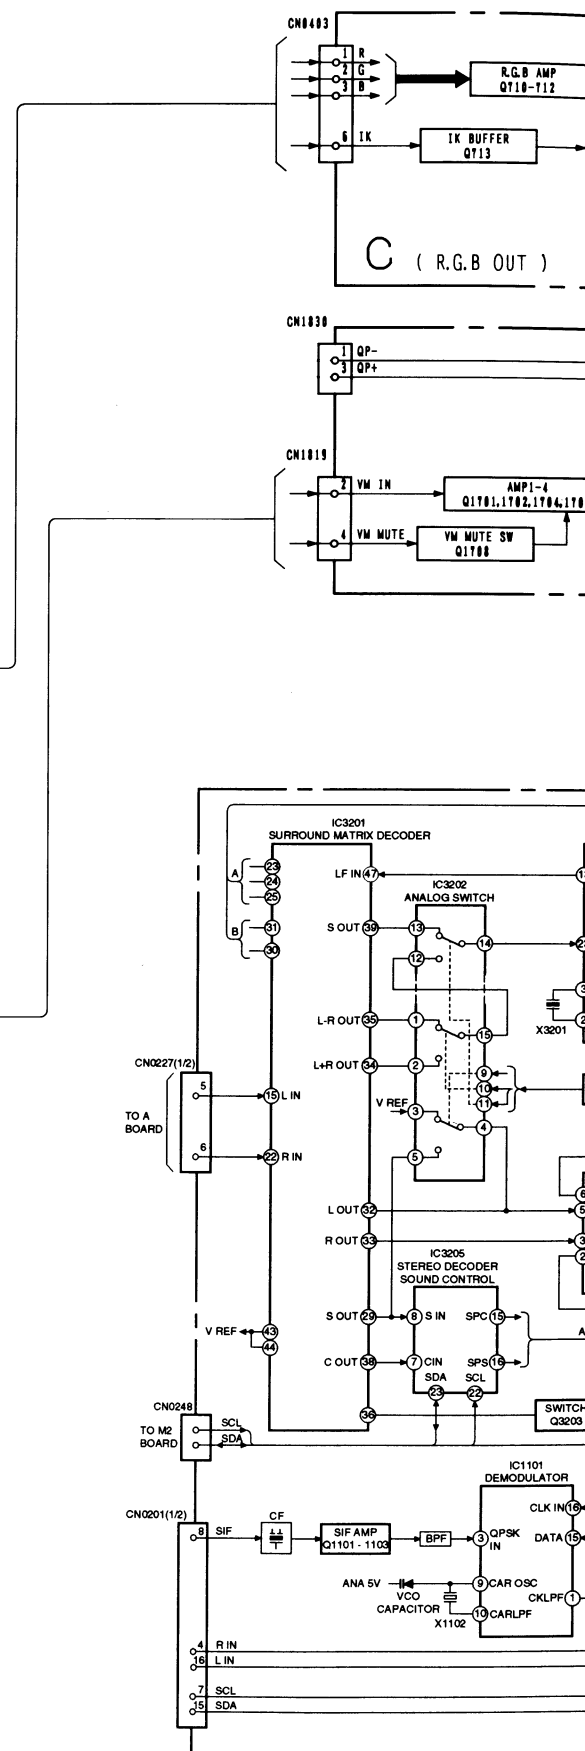 CN0403
1 R
2 G
3 B
R.G.B AMP
Q710-712
6 IK
IK BUFFER
Q713
C ( R.G.B OUT )
CN1830
1 QP-
3 QP+
CN1819
2 VM IN
AMP1-4
Q1701,1702,1704,170
4 VM MUTE
VM MUTE SW
Q1708
IC3201
SURROUND MATRIX DECODER
A
23
24
25
LF IN 47
IC3202
ANALOG SWITCH
B
31
30
S OUT 39
13
14
12
L-R OUT 35
1
15
X3201
L+R OUT 34
2
9
10
11
CN0227(1/2)
5
15 L IN
TO A
BOARD
V REF
3
4
6
22 R IN
5
L OUT 32
R OUT 33
IC3205
STEREO DECODER
SOUND CONTROL
S OUT 29
8 S IN
SPC 15
V REF
43
44
A
C OUT 38
7 CIN
SPS 16
SDA
SCL
23
22
CN0248
36
SWITCH
Q3203
TO M2
BOARD
SCL
SDA
IC1101
DEMODULATOR
CN0201(1/2)
CLK IN 16
8 SIF
CF
SIF AMP
Q1101 - 1103
BPF
3 QPSK
IN
DATA 15
ANA 5V
VCO
CAPACITOR
9 CAR OSC
CKLPF 1
X1102
10 CARLPF
4 R IN
16 L IN
7 SCL
15 SDA